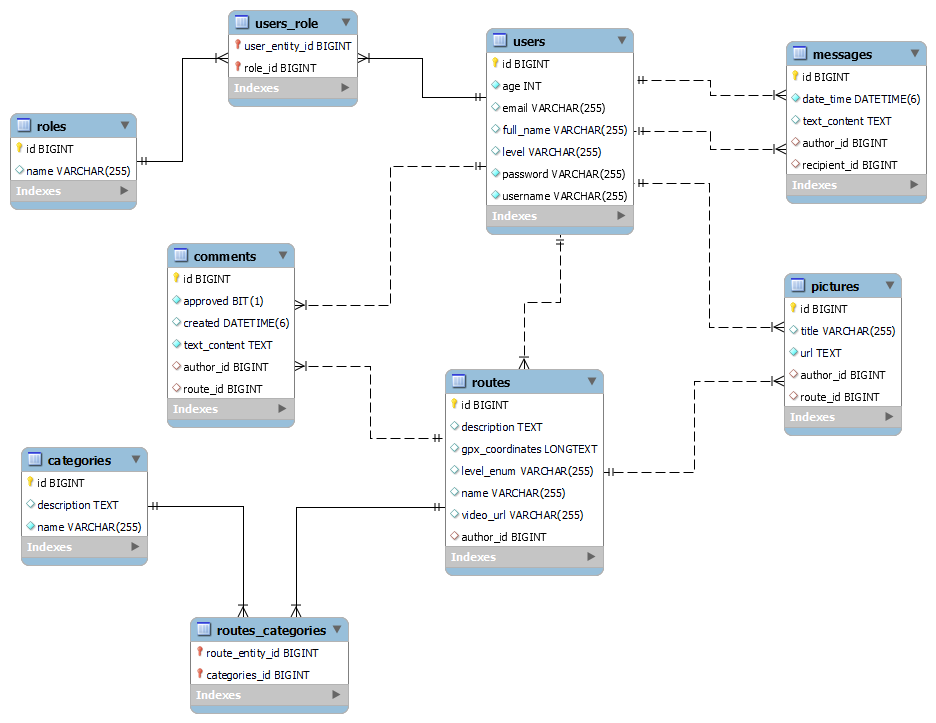 users_role
user_entity_id BIGINT
role_id BIGINT
Indexes
users
id BIGINT
age INT
email VARCHAR(255)
full_name VARCHAR(255)
level VARCHAR(255)
password VARCHAR(255)
username VARCHAR(255)
Indexes
messages
id BIGINT
date_time DATETIME(6)
text_content TEXT
author_id BIGINT
recipient_id BIGINT
Indexes
roles
id BIGINT
name VARCHAR(255)
Indexes
comments
id BIGINT
approved BIT(1)
created DATETIME(6)
text_content TEXT
author_id BIGINT
route_id BIGINT
Indexes
pictures
id BIGINT
title VARCHAR(255)
url TEXT
author_id BIGINT
route_id BIGINT
Indexes
routes
id BIGINT
description TEXT
gpx_coordinates LONGTEXT
level_enum VARCHAR(255)
name VARCHAR(255)
video_url VARCHAR(255)
author_id BIGINT
Indexes
categories
id BIGINT
description TEXT
name VARCHAR(255)
Indexes
routes_categories
route_entity_id BIGINT
categories_id BIGINT
Indexes